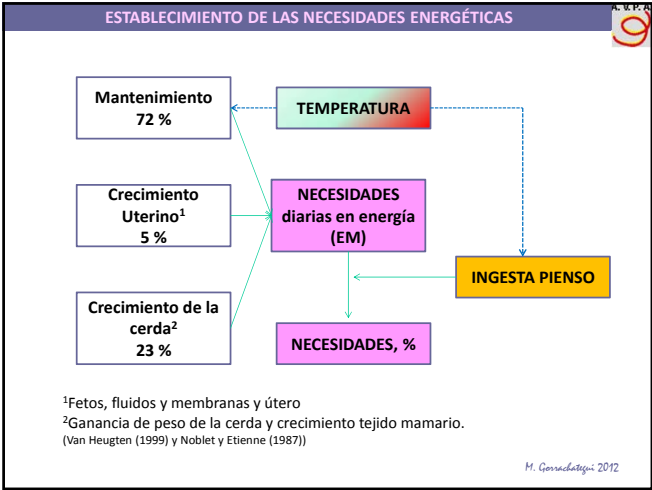 ESTABLECIMIENTO DE LAS NECESIDADES ENERGÉTICAS
A. V. P. A
Mantenimiento
72 %
TEMPERATURA
Crecimiento
Uterino¹
5 %
NECESIDADES
diarias en energía
(EM)
INGESTA PIENSO
Crecimiento de la
cerda²
23 %
NECESIDADES, %
¹Fetos, fluidos y membranas y útero
²Ganancia de peso de la cerda y crecimiento tejido mamario.
(Van Heugten (1999) y Noblet y Etienne (1987))
M. Gorrachategui 2012